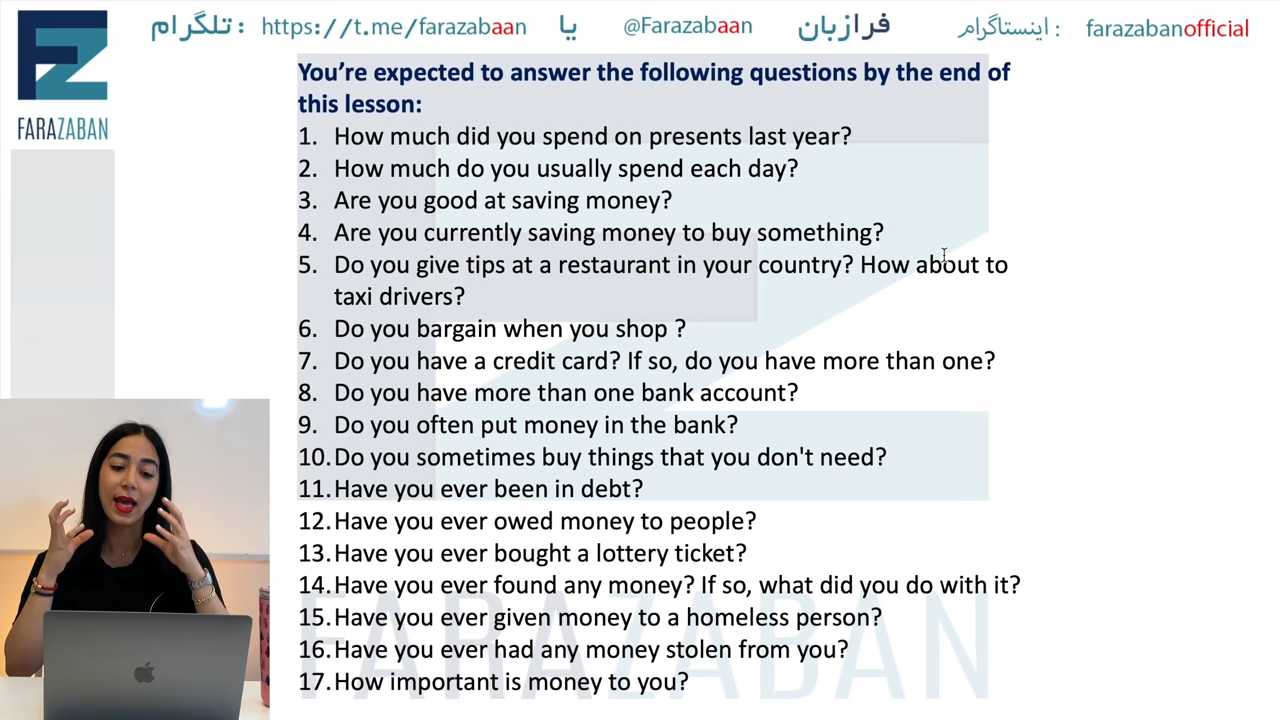 تلگرام : https://t.me/farazabaan یا @Farazabaan فرازبان اینستاگرام : farazabanofficial
FARAZABAN
You’re expected to answer the following questions by the end of
this lesson:
1. How much did you spend on presents last year?
2. How much do you usually spend each day?
3. Are you good at saving money?
4. Are you currently saving money to buy something?
5. Do you give tips at a restaurant in your country? How about to
taxi drivers?
6. Do you bargain when you shop ?
7. Do you have a credit card? If so, do you have more than one?
8. Do you have more than one bank account?
9. Do you often put money in the bank?
10. Do you sometimes buy things that you don't need?
11. Have you ever been in debt?
12. Have you ever owed money to people?
13. Have you ever bought a lottery ticket?
14. Have you ever found any money? If so, what did you do with it?
15. Have you ever given money to a homeless person?
16. Have you ever had any money stolen from you?
17. How important is money to you?
FARAZABAN